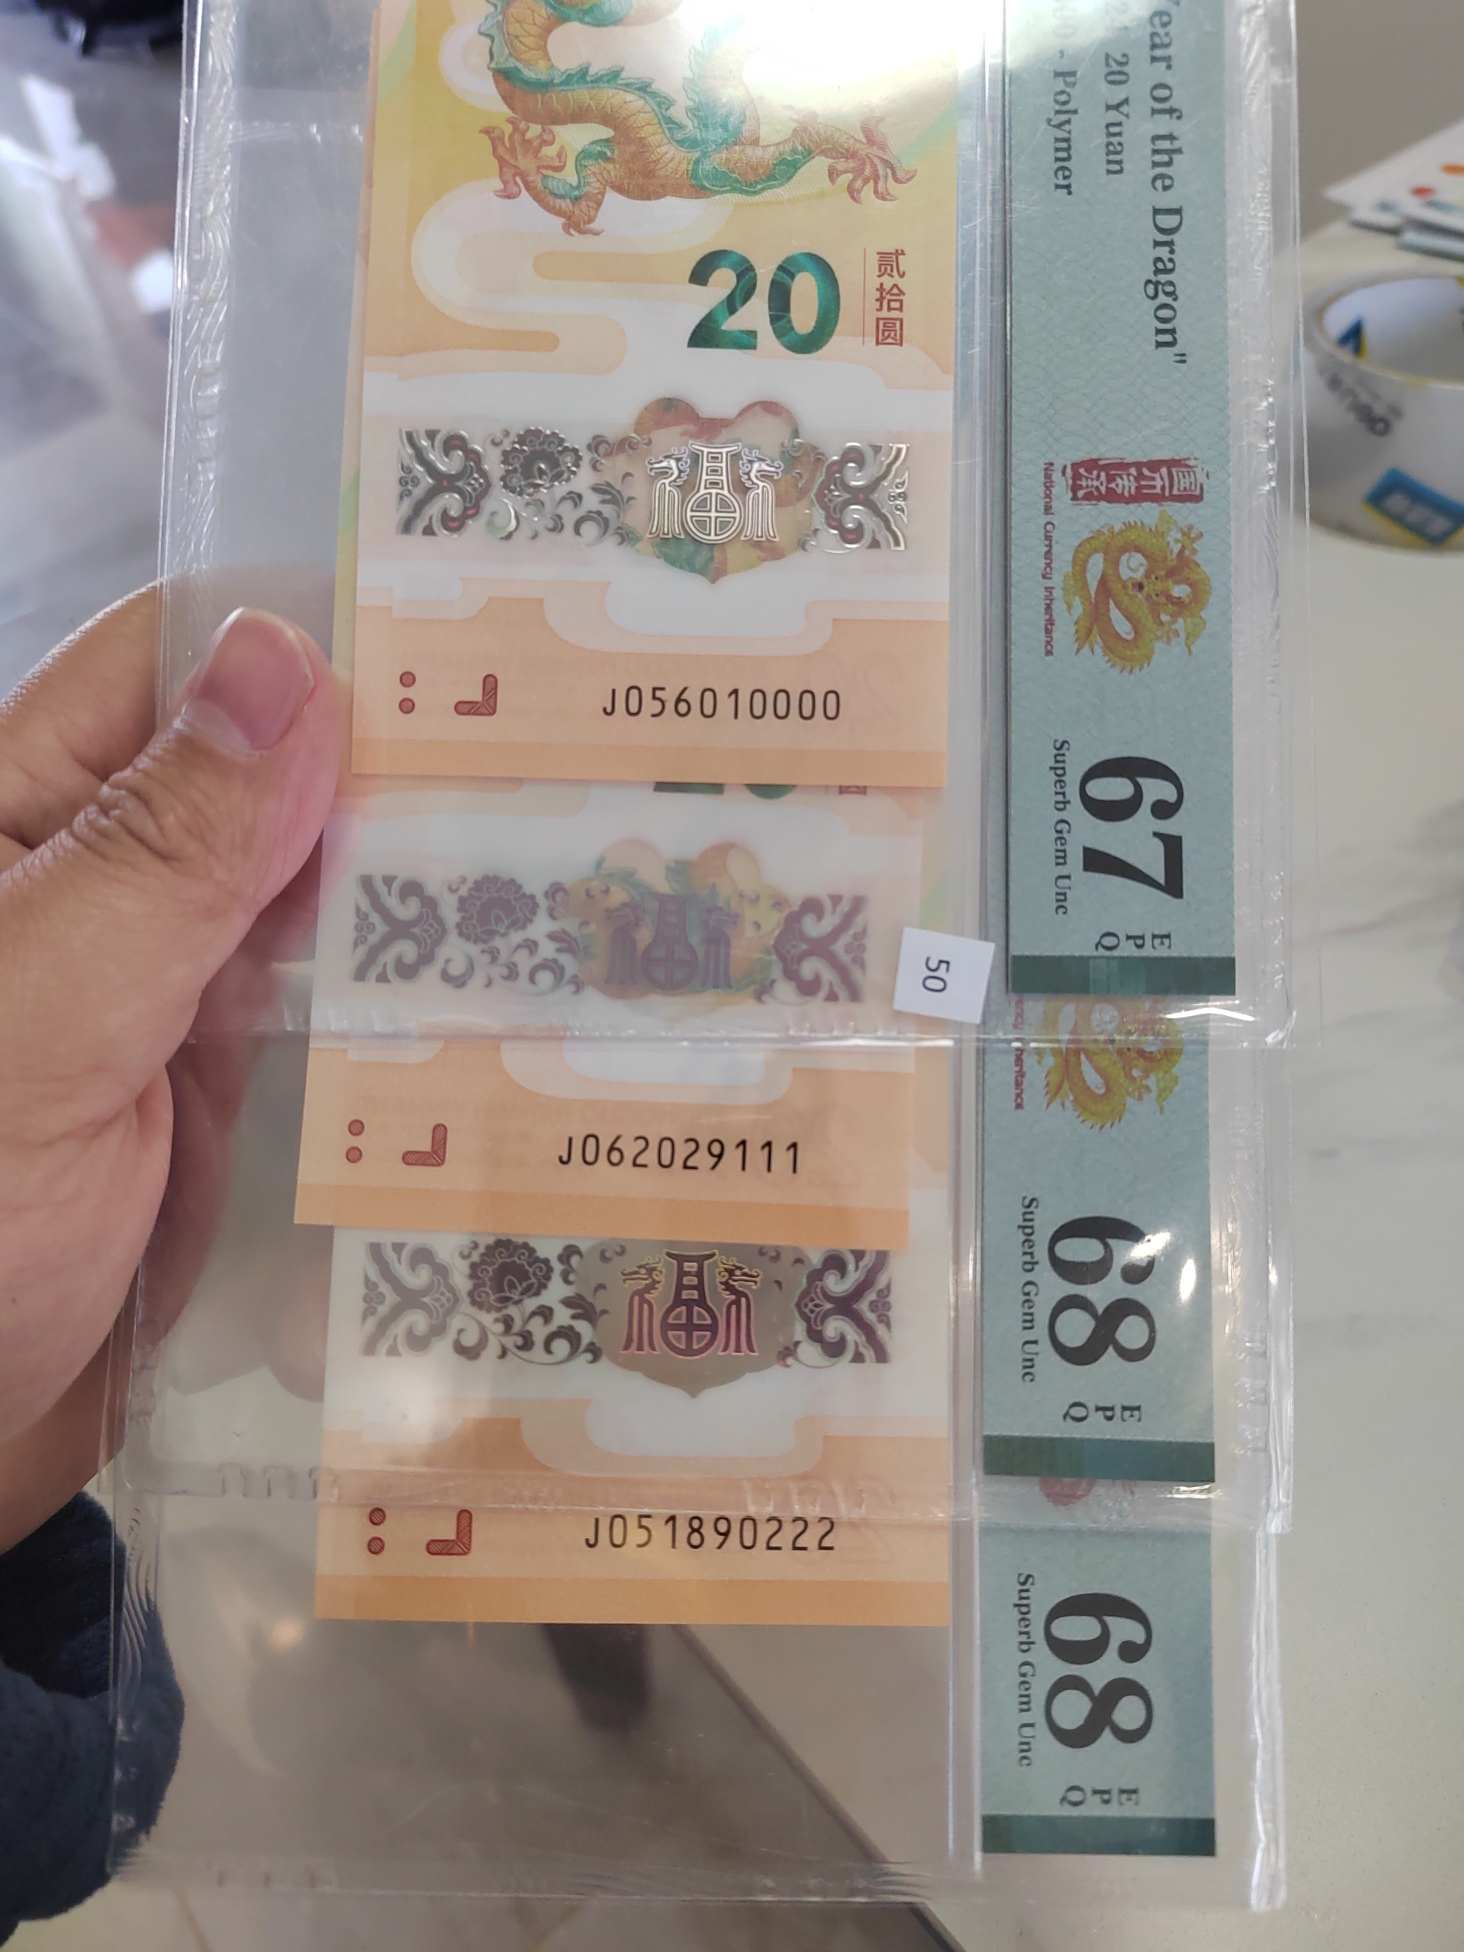 20
贰拾圆
J056010000
50
J062029111
J051890222
Year of the Dragon"
20 Yuan
- Polymer
National Currency Inheritance
67
Superb Gem Unc
EPQ
68
Superb Gem Unc
EPQ
68
Superb Gem Unc
EPQ